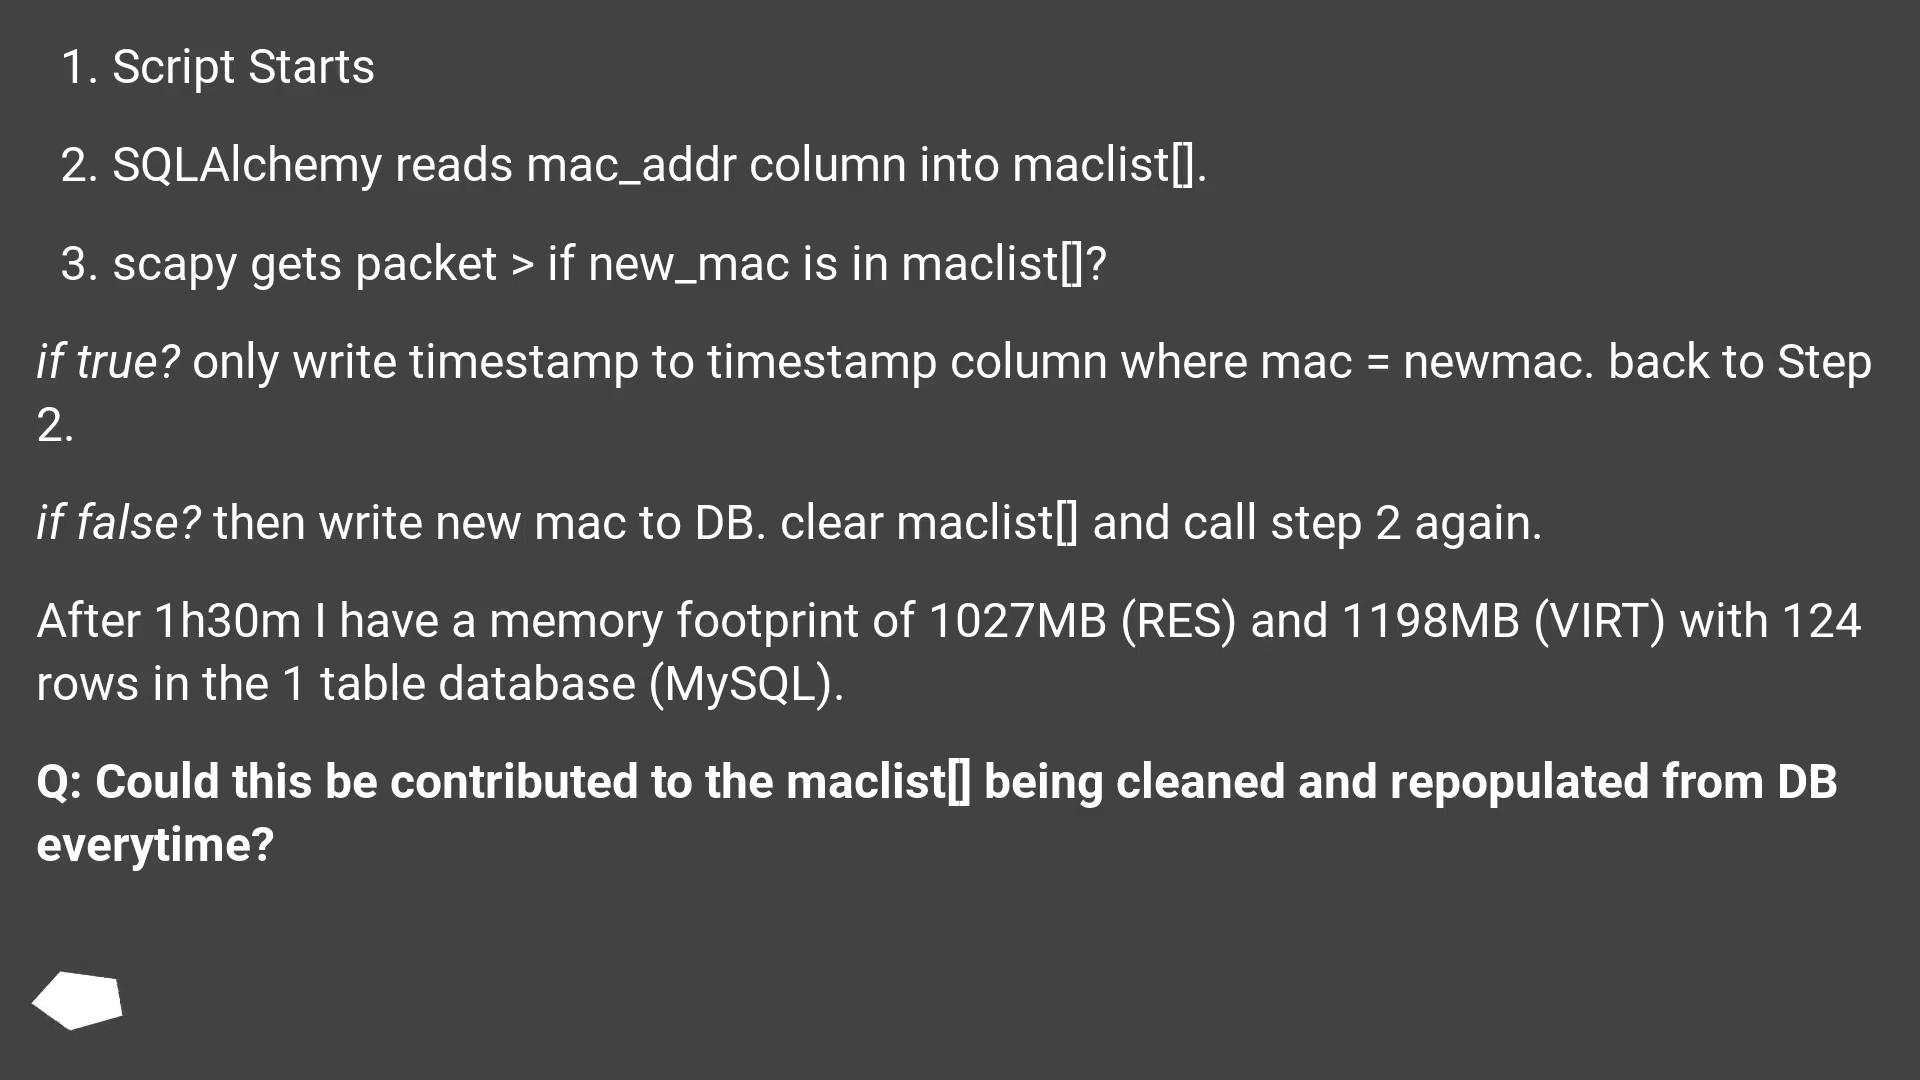 1. Script Starts
2. SQLAlchemy reads mac_addr column into maclist[].
3. scapy gets packet > if new_mac is in maclist[]?
if true? only write timestamp to timestamp column where mac = newmac. back to Step
2.
if false? then write new mac to DB. clear maclist[] and call step 2 again.
After 1h30m I have a memory footprint of 1027MB (RES) and 1198MB (VIRT) with 124
rows in the 1 table database (MySQL).
Q: Could this be contributed to the maclist[] being cleaned and repopulated from DB
everytime?